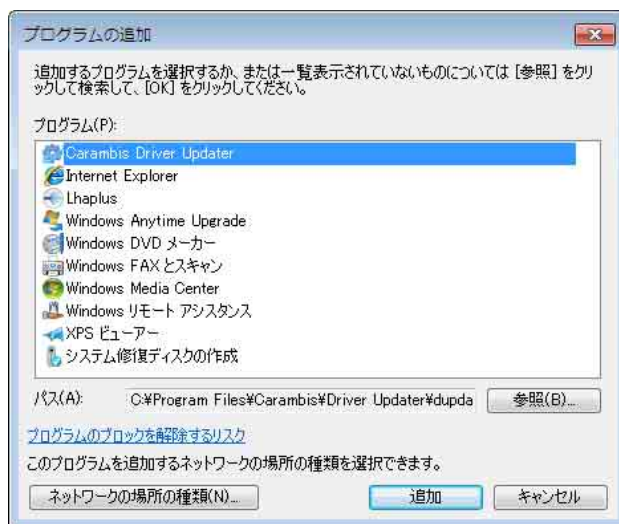 プログラムの追加
追加するプログラムを選択するか、または一覧表示されていないものについては [参照] をクリ
ックして検索して、[OK] をクリックしてください。
プログラム(P):
Carambis Driver Updater
Internet Explorer
Lhaplus
Windows Anytime Upgrade
Windows DVD メーカー
Windows FAX とスキャン
Windows Media Center
Windows リモート アシスタンス
XPS ビューアー
システム修復ディスクの作成
パス(A): C:¥Program Files¥Carambis¥Driver Updater¥dupda 参照(B)...
プログラムのブロックを解除するリスク
このプログラムを追加するネットワークの場所の種類を選択できます。
ネットワークの場所の種類(N)... 追加 キャンセル